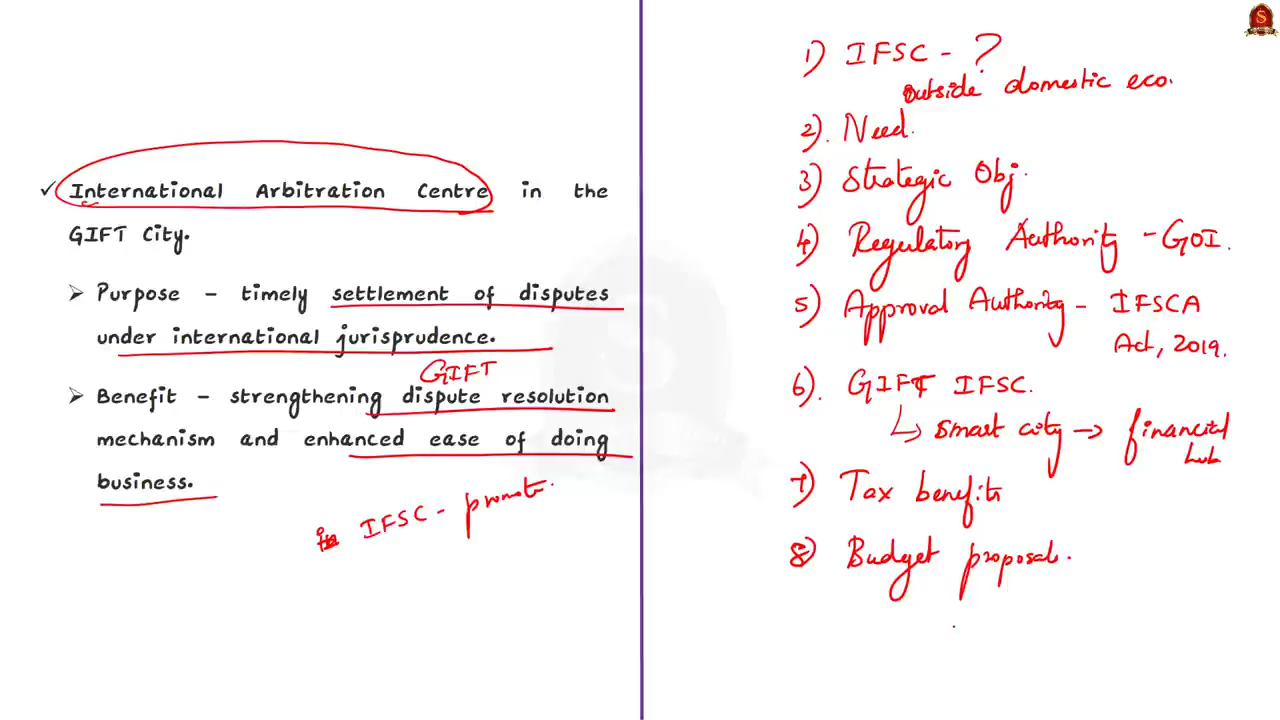 ✓ International Arbitration Centre in the
GIFT City.
➢ Purpose – timely settlement of disputes
under international jurisprudence.
GIFT
➢ Benefit – strengthening dispute resolution
mechanism and enhanced ease of doing
business.
IFSC - promote.
1) IFSC - ?
outside domestic eco.
2). Need.
3) Strategic Obj.
4) Regulatory Authority - GOI.
5) Approval Authority - IFSCA
Act, 2019.
6). GIFT IFSC.
↳ smart city → financial
hub
7) Tax benefits
8) Budget proposals.